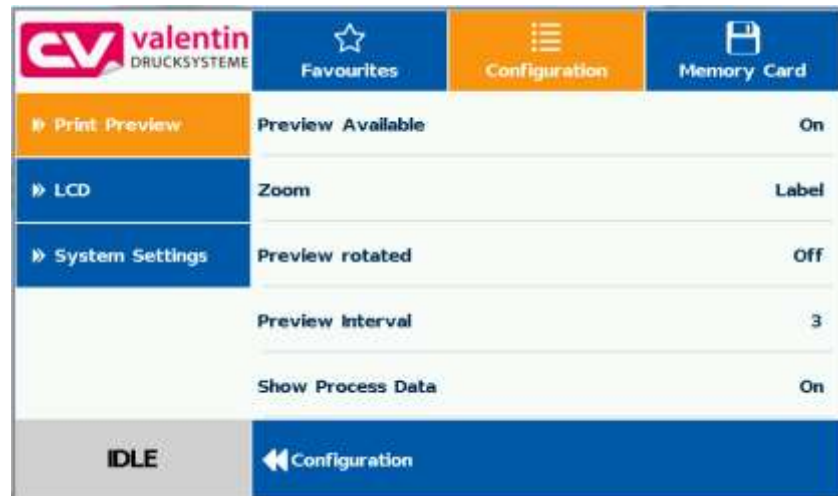 CV valentin
DRUCKSYSTEME
Favourites
Configuration
Memory Card
Print Preview
Preview Available On
LCD
Zoom Label
System Settings
Preview rotated Off
Preview Interval 3
Show Process Data On
IDLE
Configuration